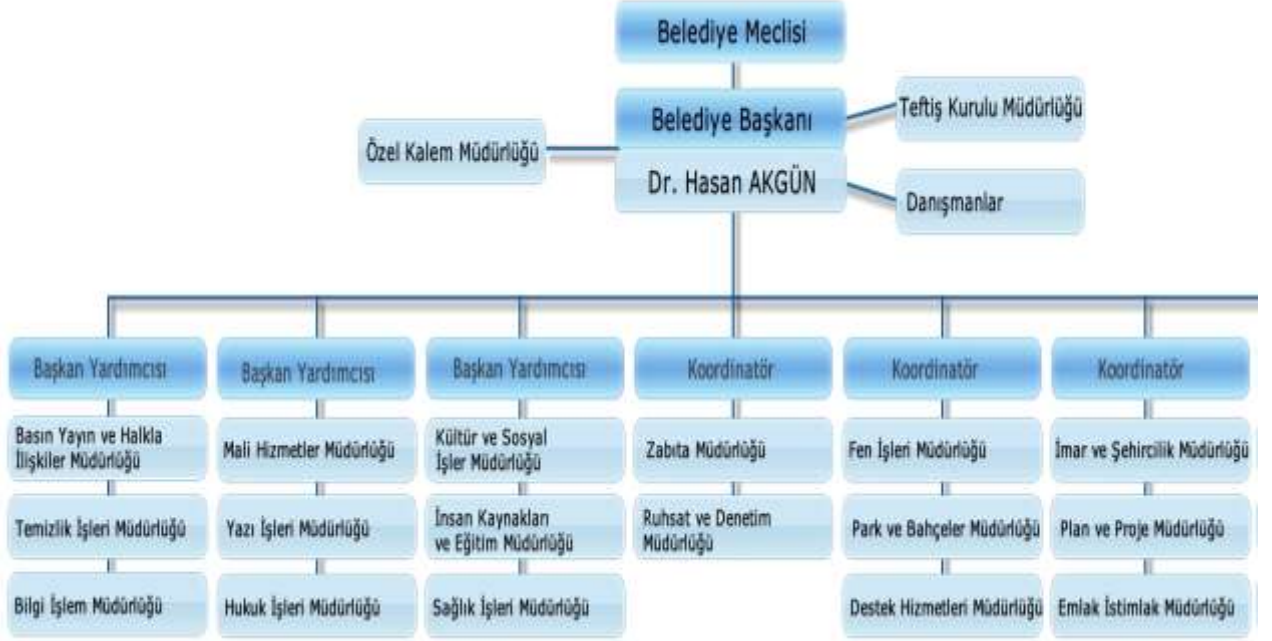 Belediye Meclisi
Belediye Başkanı
Teftiş Kurulu Müdürlüğü
Özel Kalem Müdürlüğü
Dr. Hasan AKGÜN
Danışmanlar
Başkan Yardımcısı
Başkan Yardımcısı
Başkan Yardımcısı
Koordinatör
Koordinatör
Koordinatör
Basın Yayın ve Halkla
İlişkiler Müdürlüğü
Mali Hizmetler Müdürlüğü
Kültür ve Sosyal
İşler Müdürlüğü
Zabıta Müdürlüğü
Fen İşleri Müdürlüğü
İmar ve Şehircilik Müdürlüğü
Temizlik İşleri Müdürlüğü
Yazı İşleri Müdürlüğü
İnsan Kaynakları
ve Eğitim Müdürlüğü
Ruhsat ve Denetim
Müdürlüğü
Park ve Bahçeler Müdürlüğü
Plan ve Proje Müdürlüğü
Bilgi İşlem Müdürlüğü
Hukuk İşleri Müdürlüğü
Sağlık İşleri Müdürlüğü
Destek Hizmetleri Müdürlüğü
Emlak İstimlak Müdürlüğü